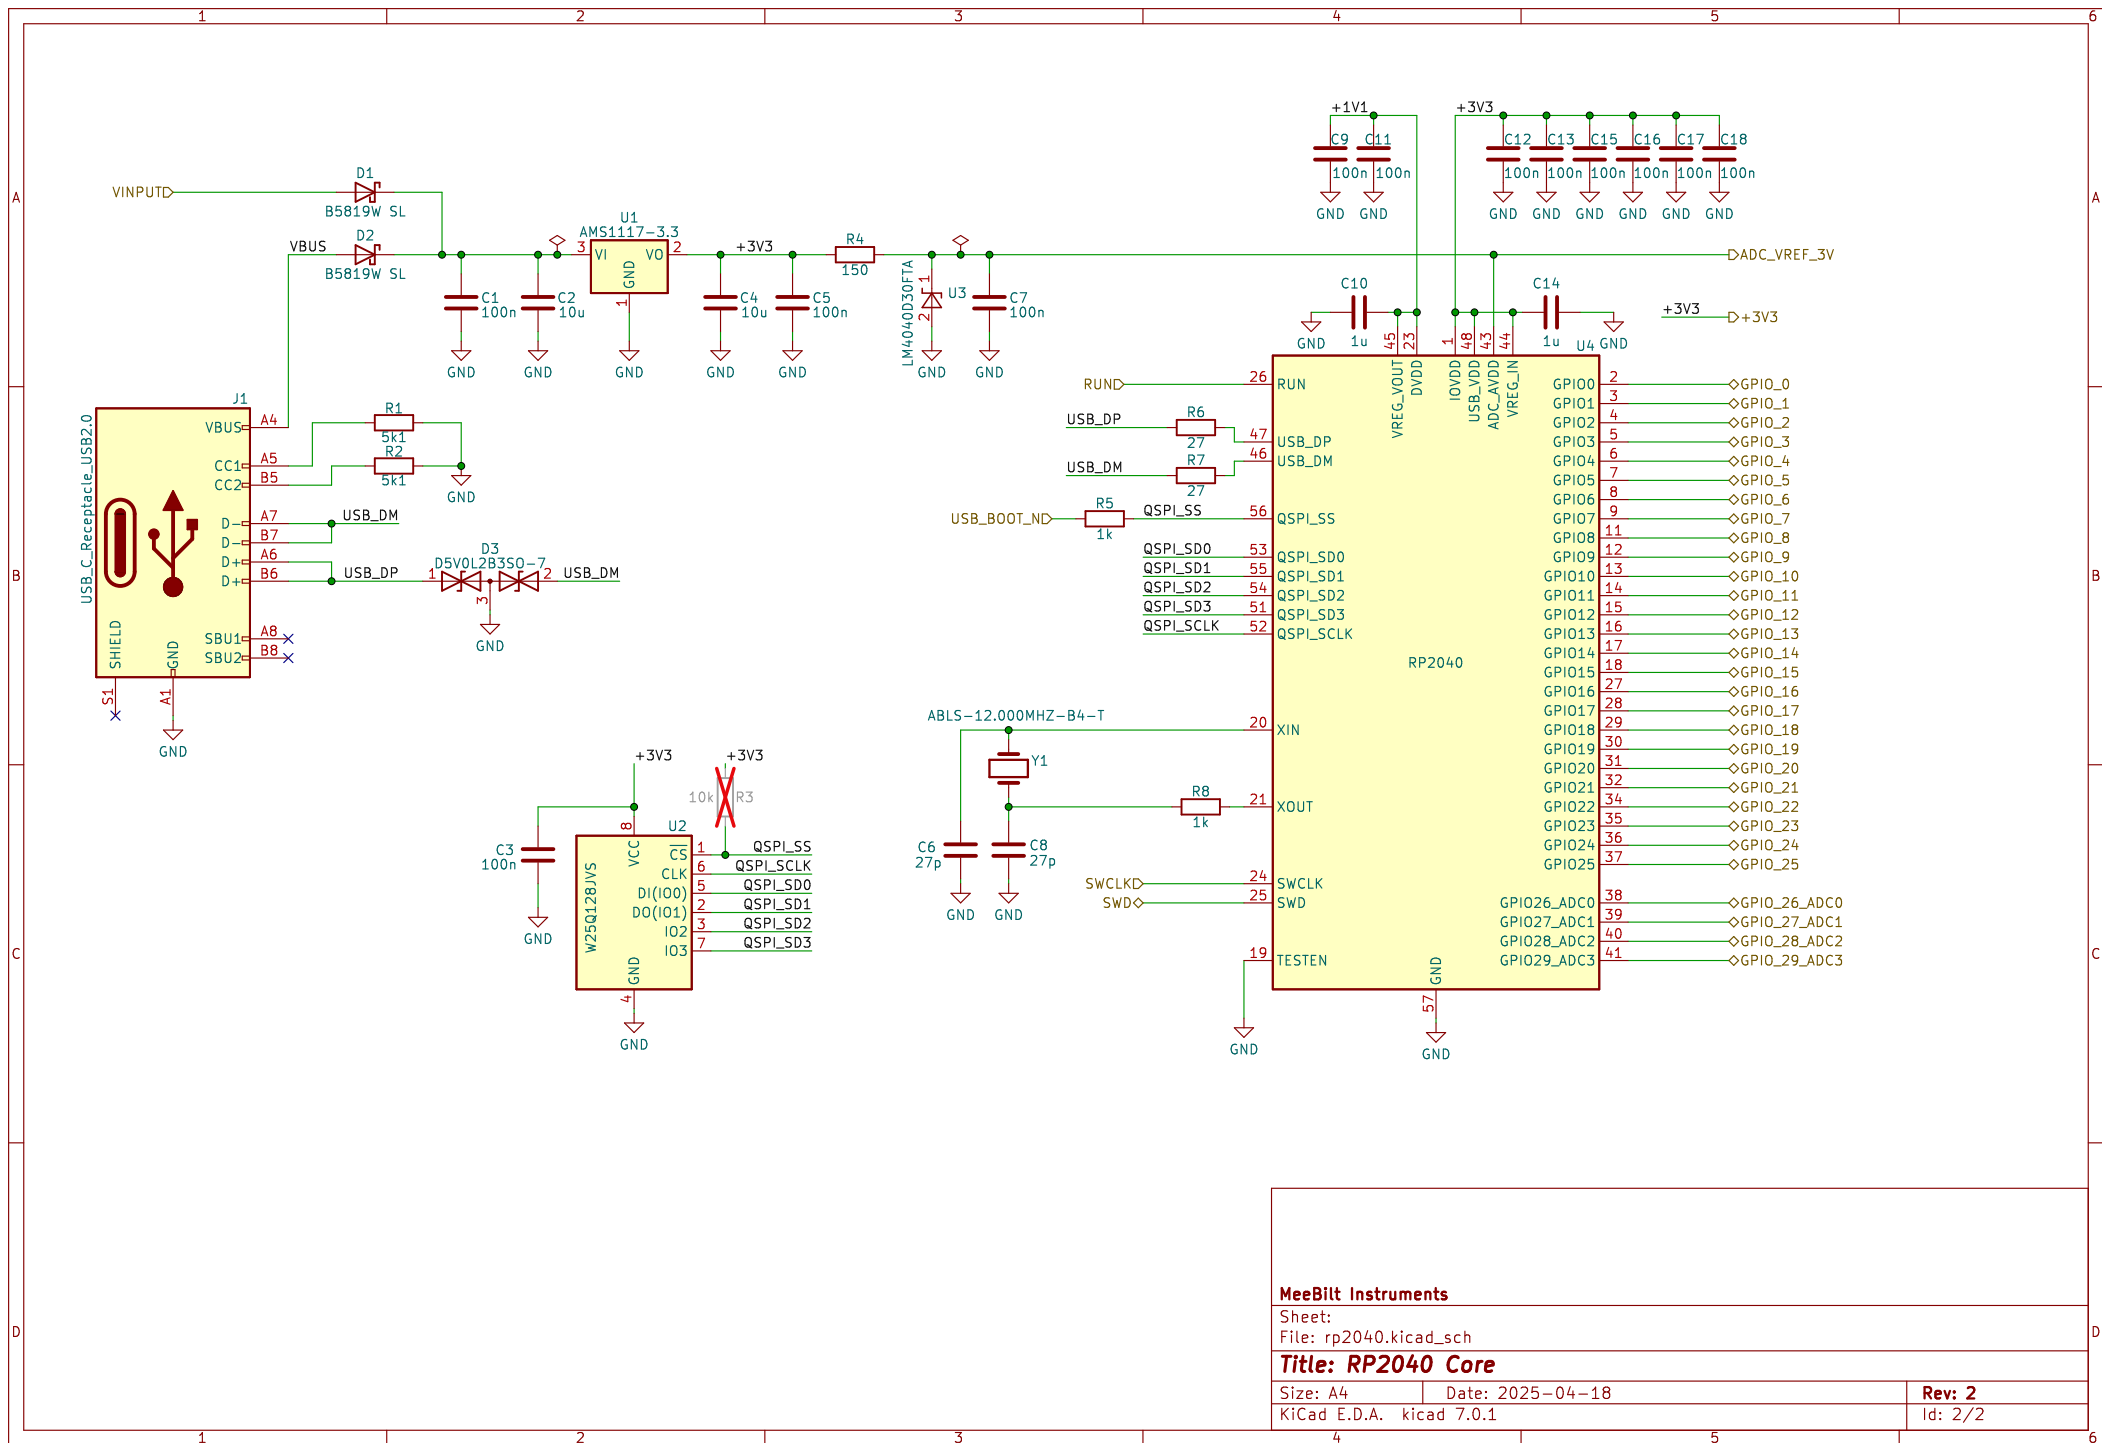 1 2 3 4 5 6
A
B
C
D
A
B
C
D
1 2 3 4 5 6
VINPUT
D1
B5819W SL
VBUS
D2
B5819W SL
C1
100n
GND
C2
10u
GND
U1
AMS1117-3.3
3 VI VO 2
GND
1
GND
+3V3
C4
10u
GND
C5
100n
GND
R4
150
LM4040D30FTA
1
U3
2
GND
C7
100n
GND
+1V1
C9
100n
GND
C11
100n
GND
+3V3
C12
100n
GND
C13
100n
GND
C15
100n
GND
C16
100n
GND
C17
100n
GND
C18
100n
GND
ADC_VREF_3V
+3V3 +3V3
C10
1u
GND
C14
1u
GND
J1
USB_C_Receptacle_USB2.0
VBUS A4
CC1 A5
CC2 B5
D- A7
D- B7
D+ A6
D+ B6
SBU1 A8
SBU2 B8
SHIELD
S1
GND
A1
GND
R1
5k1
R2
5k1
GND
USB_DM
USB_DP
D3
D5V0L2B3SO-7
1 2
3
USB_DM
GND
+3V3
C3
100n
GND
+3V3
10k R3
U2
W25Q128JVS
8
VCC
CS 1 QSPI_SS
CLK 6 QSPI_SCLK
DI(IO0) 5 QSPI_SD0
DO(IO1) 2 QSPI_SD1
IO2 3 QSPI_SD2
IO3 7 QSPI_SD3
GND
4
GND
U4
RP2040
45 VREG_VOUT
23 DVDD
1 IOVDD
48 USB_VDD
43 ADC_AVDD
44 VREG_IN
RUN 26 RUN
USB_DP R6 27 47 USB_DP
USB_DM R7 27 46 USB_DM
USB_BOOT_N R5 1k QSPI_SS 56 QSPI_SS
QSPI_SD0 53 QSPI_SD0
QSPI_SD1 55 QSPI_SD1
QSPI_SD2 54 QSPI_SD2
QSPI_SD3 51 QSPI_SD3
QSPI_SCLK 52 QSPI_SCLK
ABLS-12.000MHZ-B4-T
20 XIN
Y1
R8
1k
21 XOUT
C6
27p
GND
C8
27p
GND
SWCLK 24 SWCLK
SWD 25 SWD
19 TESTEN
GND
GND
57
GND
GPIO0 2 GPIO_0
GPIO1 3 GPIO_1
GPIO2 4 GPIO_2
GPIO3 5 GPIO_3
GPIO4 6 GPIO_4
GPIO5 7 GPIO_5
GPIO6 8 GPIO_6
GPIO7 9 GPIO_7
GPIO8 11 GPIO_8
GPIO9 12 GPIO_9
GPIO10 13 GPIO_10
GPIO11 14 GPIO_11
GPIO12 15 GPIO_12
GPIO13 16 GPIO_13
GPIO14 17 GPIO_14
GPIO15 18 GPIO_15
GPIO16 27 GPIO_16
GPIO17 28 GPIO_17
GPIO18 29 GPIO_18
GPIO19 30 GPIO_19
GPIO20 31 GPIO_20
GPIO21 32 GPIO_21
GPIO22 34 GPIO_22
GPIO23 35 GPIO_23
GPIO24 36 GPIO_24
GPIO25 37 GPIO_25
GPIO26_ADC0 38 GPIO_26_ADC0
GPIO27_ADC1 39 GPIO_27_ADC1
GPIO28_ADC2 40 GPIO_28_ADC2
GPIO29_ADC3 41 GPIO_29_ADC3
MeeBilt Instruments
Sheet:
File: rp2040.kicad_sch
Title: RP2040 Core
Size: A4 Date: 2025-04-18 Rev: 2
KiCad E.D.A. kicad 7.0.1 Id: 2/2